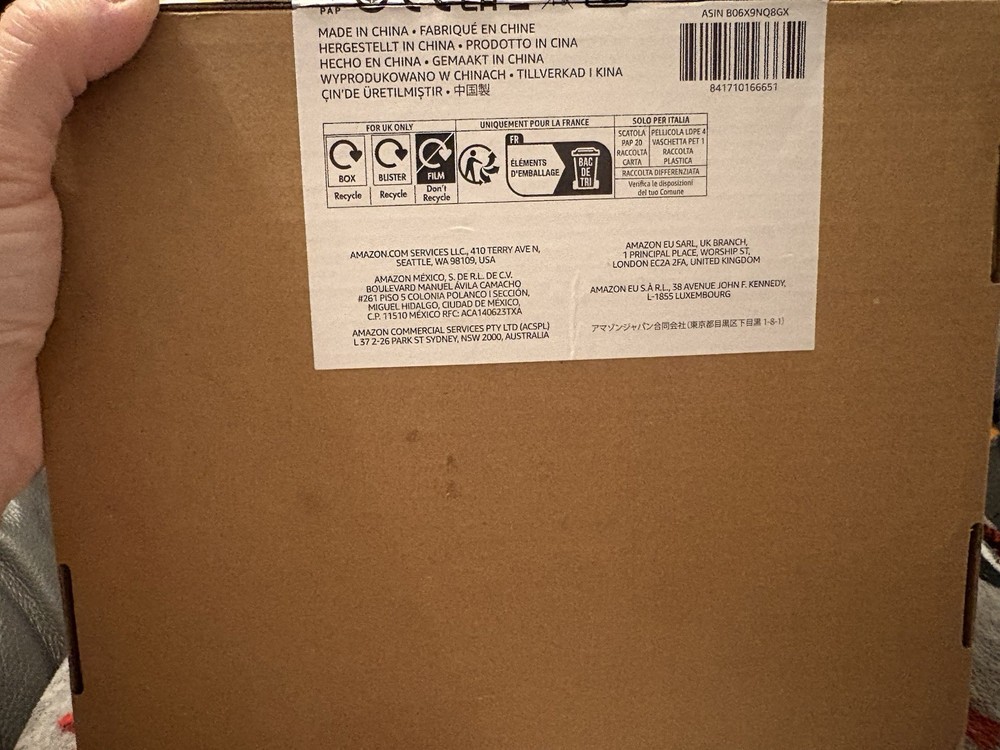 PAP
MADE IN CHINA • FABRIQUÉ EN CHINE
HERGESTELLT IN CHINA • PRODOTTO IN CINA
HECHO EN CHINA • GEMAAKT IN CHINA
WYPRODUKOWANO W CHINACH • TILLVERKAD I KINA
ÇIN'DE ÜRETILMIŞTIR • 中国製
ASIN B06X9NQ8GX
841710166651
FOR UK ONLY
BOX
Recycle
BLISTER
Recycle
FILM
Don't
Recycle
UNIQUEMENT POUR LA FRANCE
FR
ÉLÉMENTS
D'EMBALLAGE
BAC
DE
TRI
SOLO PER ITALIA
SCATOLA
PAP 20
RACCOLTA
CARTA
PELLICOLA LDPE 4
VASCHETTA PET 1
RACCOLTA
PLASTICA
RACCOLTA DIFFERENZIATA
Verifica le disposizioni
del tuo Comune
AMAZON.COM SERVICES LLC., 410 TERRY AVE N,
SEATTLE, WA 98109, USA
AMAZON MÉXICO, S. DE R.L. DE C.V.
BOULEVARD MANUEL ÁVILA CAMACHO
#261 PISO 5 COLONIA POLANCO I SECCIÓN,
MIGUEL HIDALGO, CIUDAD DE MÉXICO,
C.P. 11510 MÉXICO RFC: ACA140623TXA
AMAZON COMMERCIAL SERVICES PTY LTD (ACSPL)
L 37 2-26 PARK ST SYDNEY, NSW 2000, AUSTRALIA
AMAZON EU SARL, UK BRANCH,
1 PRINCIPAL PLACE, WORSHIP ST,
LONDON EC2A 2FA, UNITED KINGDOM
AMAZON EU S.À R.L., 38 AVENUE JOHN F. KENNEDY,
L-1855 LUXEMBOURG
アマゾンジャパン合同会社（東京都目黒区下目黒 1-8-1）